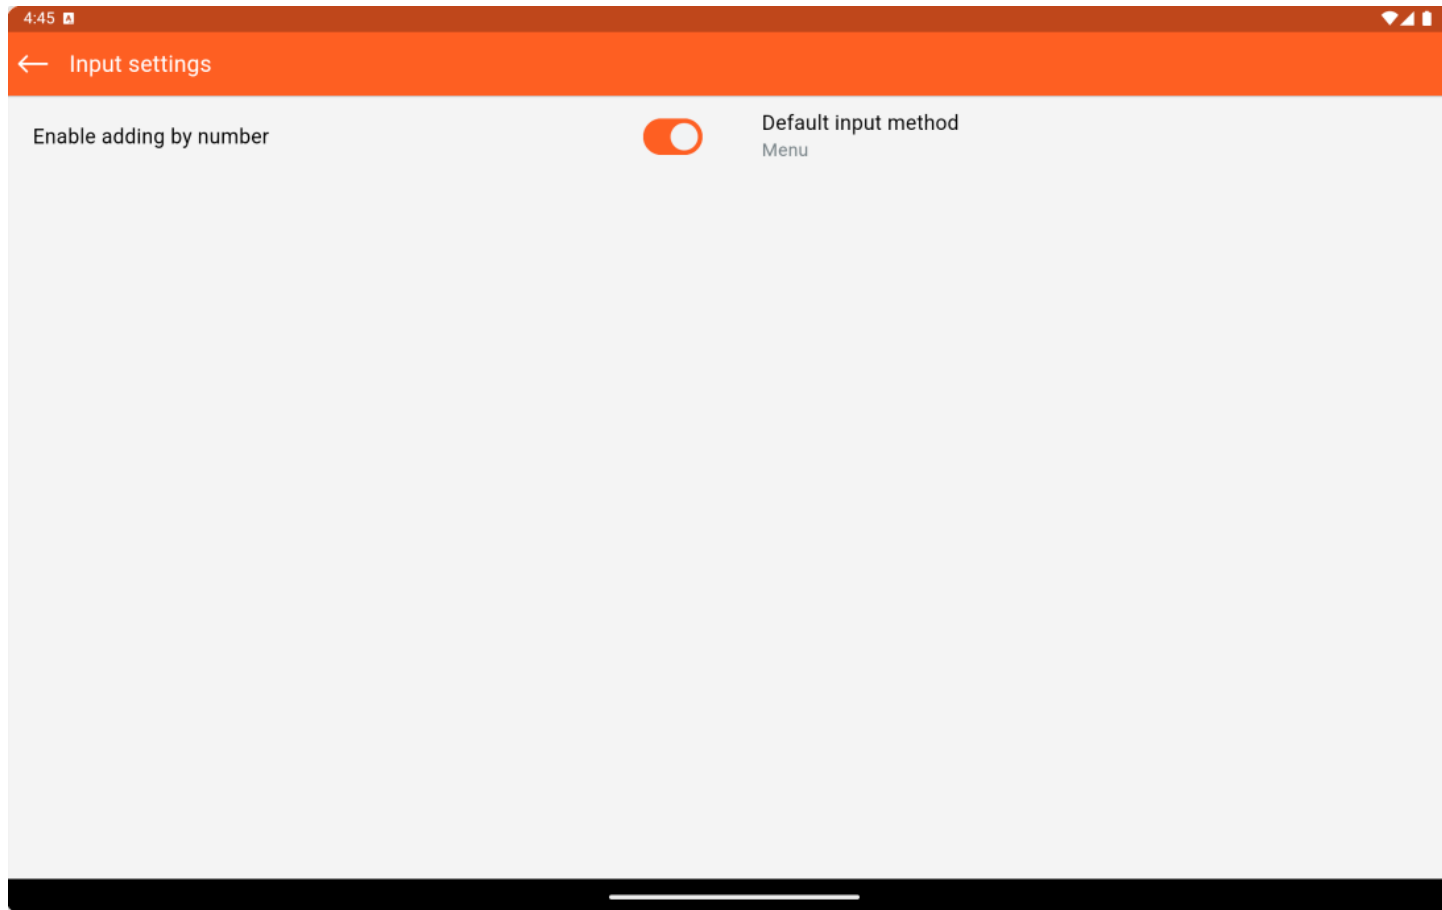 4:45
Input settings
Enable adding by number
Default input method
Menu